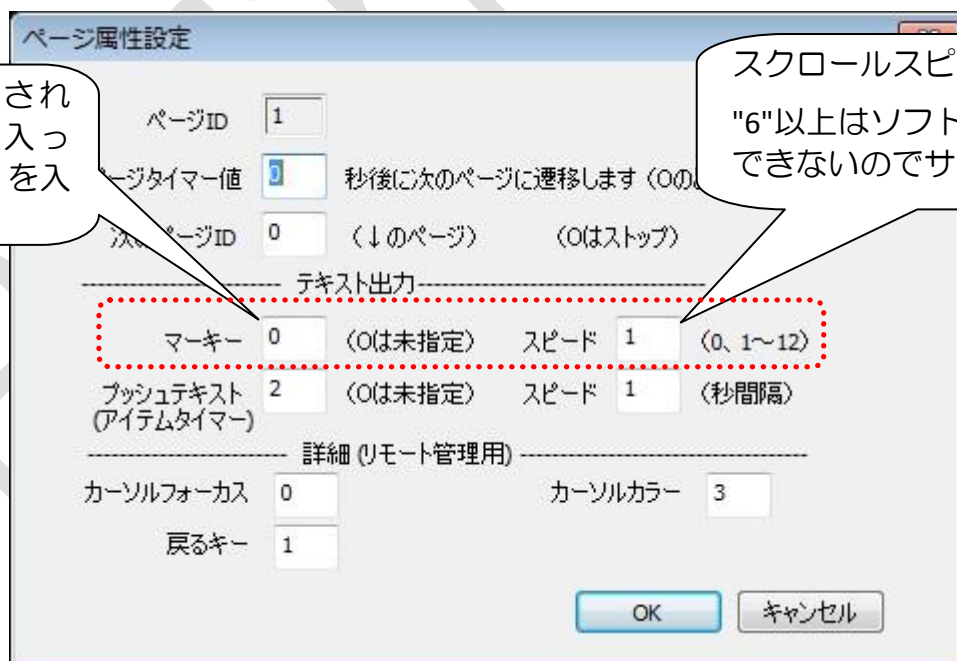 ページ属性設定
スクロールスピ
"6"以上はソフト
できないのでサ
され
入っ
を入
ページID 1
ージタイマー値 0 秒後に次のページに遷移します (0の
次の ページID 0 (↓のページ) (0はストップ)
テキスト出力
マーキー 0 (0は未指定) スピード 1 (0、1~12)
プッシュテキスト 2 (0は未指定) スピード 1 (秒間隔)
(アイテムタイマー)
詳細 (リモート管理用)
カーソルフォーカス 0 カーソルカラー 3
戻るキー 1
OK キャンセル